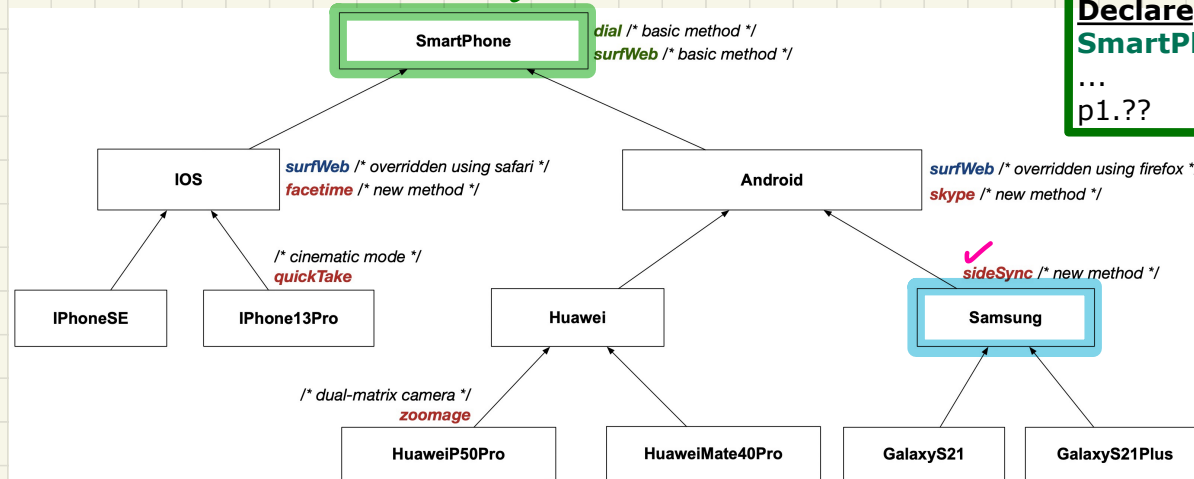 Declare
SmartPh
...
p1.??
SmartPhone
dial /* basic method */
surfWeb /* basic method */
IOS
surfWeb /* overridden using safari */
facetime /* new method */
Android
surfWeb /* overridden using firefox *
skype /* new method */
/* cinematic mode */
quickTake
sideSync /* new method */
IPhoneSE
IPhone13Pro
Huawei
Samsung
/* dual-matrix camera */
zoomage
HuaweiP50Pro
HuaweiMate40Pro
GalaxyS21
GalaxyS21Plus